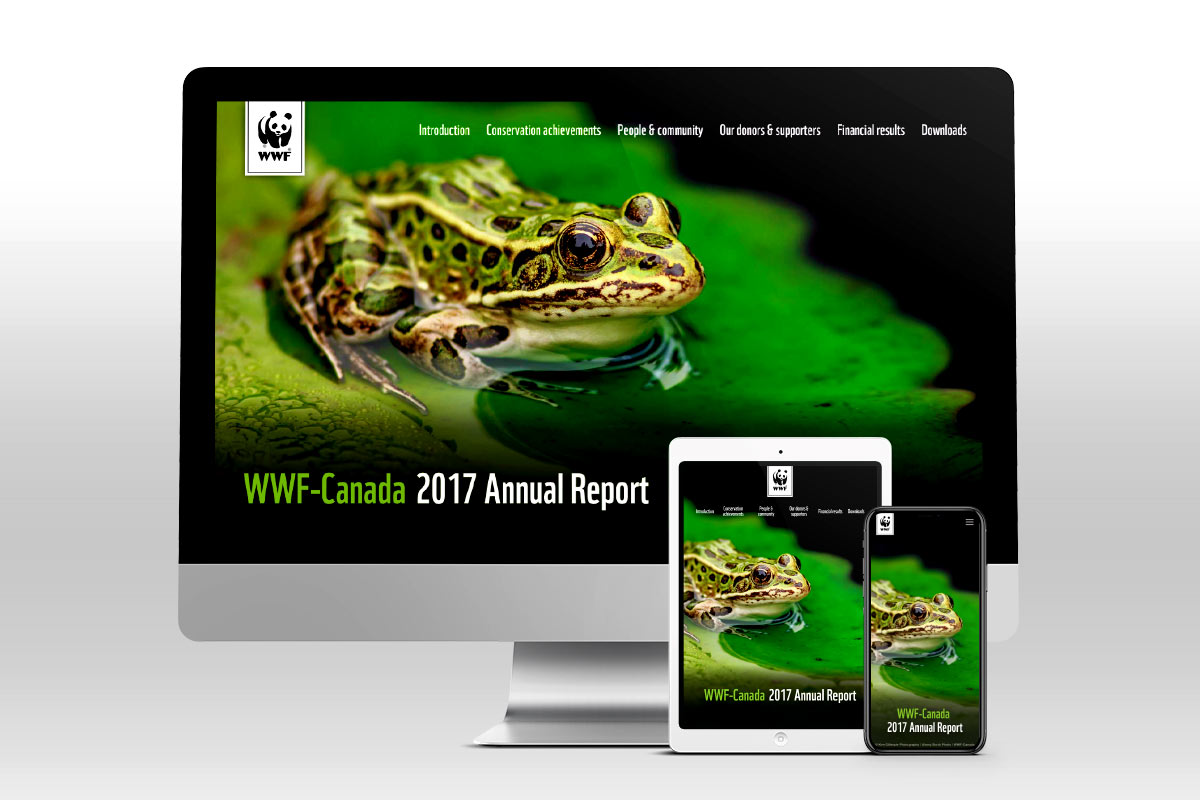 WWF
Introduction Conservation achievements People & community Our donors & supporters Financial results Downloads
WWF-Canada 2017 Annual Report
WWF
Introduction Conservation achievements People & community Our donors & supporters Financial results Downloads
WWF-Canada 2017 Annual Report
WWF
WWF-Canada
2017 Annual Report